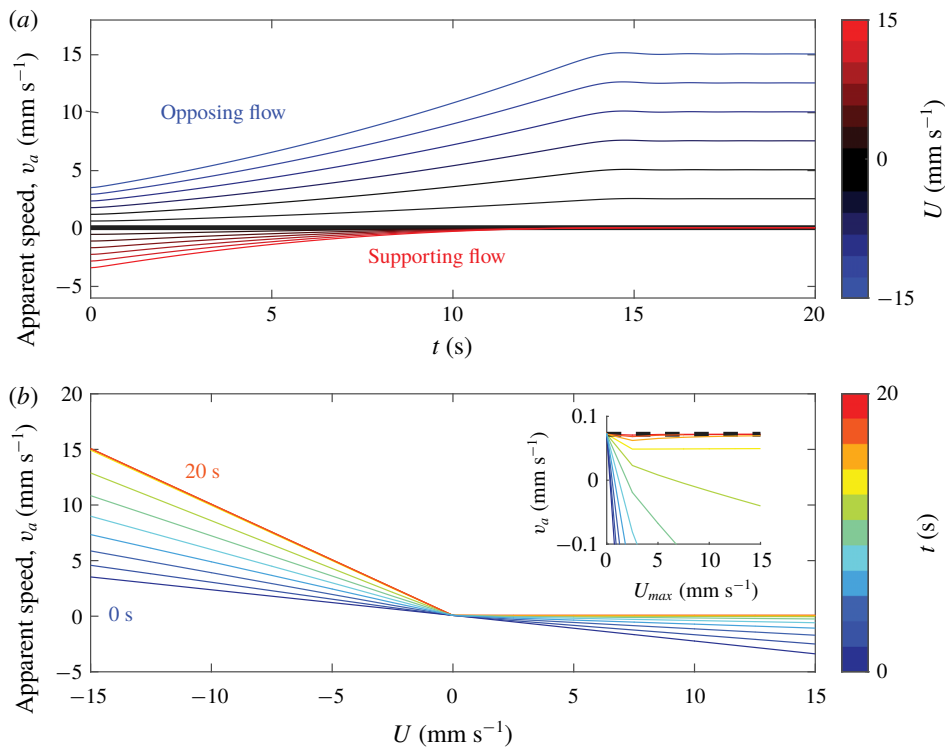 (a)
Apparent speed, v_a (mm s⁻¹)
15
10
5
0
−5
Opposing flow
Supporting flow
0
5
10
15
20
t (s)
15
0
−15
U (mm s⁻¹)
(b)
Apparent speed, v_a (mm s⁻¹)
20
15
10
5
0
−5
20 s
0 s
−15
−10
−5
0
5
10
15
U (mm s⁻¹)
v_a (mm s⁻¹)
0.1
0
−0.1
0
5
10
15
U_max (mm s⁻¹)
20
0
t (s)